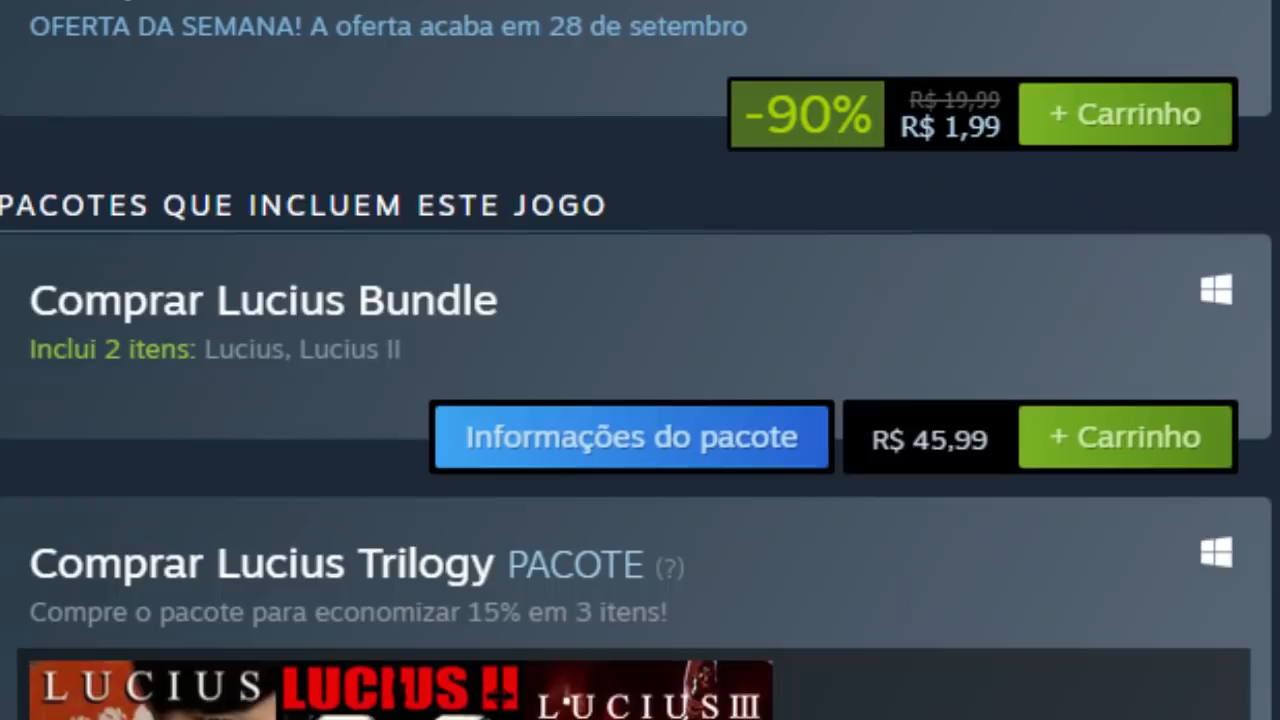 OFERTA DA SEMANA! A oferta acaba em 28 de setembro
-90%
R$ 19,99
R$ 1,99
+ Carrinho
PACOTES QUE INCLUEM ESTE JOGO
Comprar Lucius Bundle
Inclui 2 itens: Lucius, Lucius II
Informações do pacote
R$ 45,99
+ Carrinho
Comprar Lucius Trilogy PACOTE (?)
Compre o pacote para economizar 15% em 3 itens!
LUCIUS
LUCIUS II
LUCIUS III